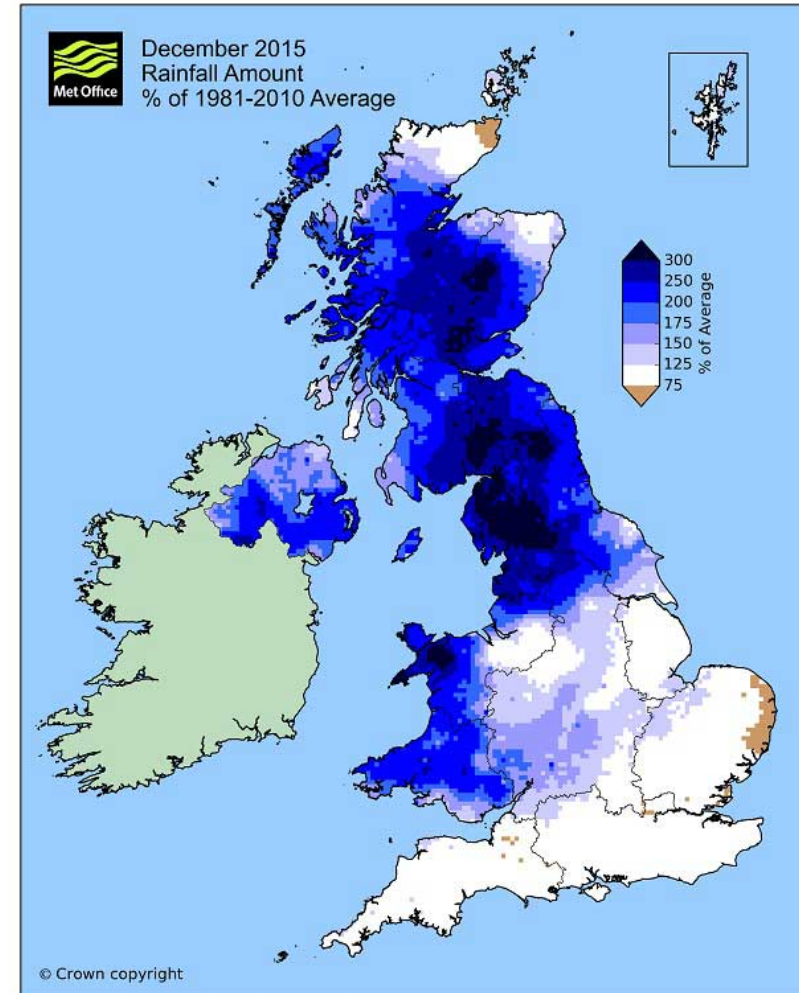 Met Office
December 2015
Rainfall Amount
% of 1981-2010 Average
300
250
200
175
150
125
75
% of Average
© Crown copyright